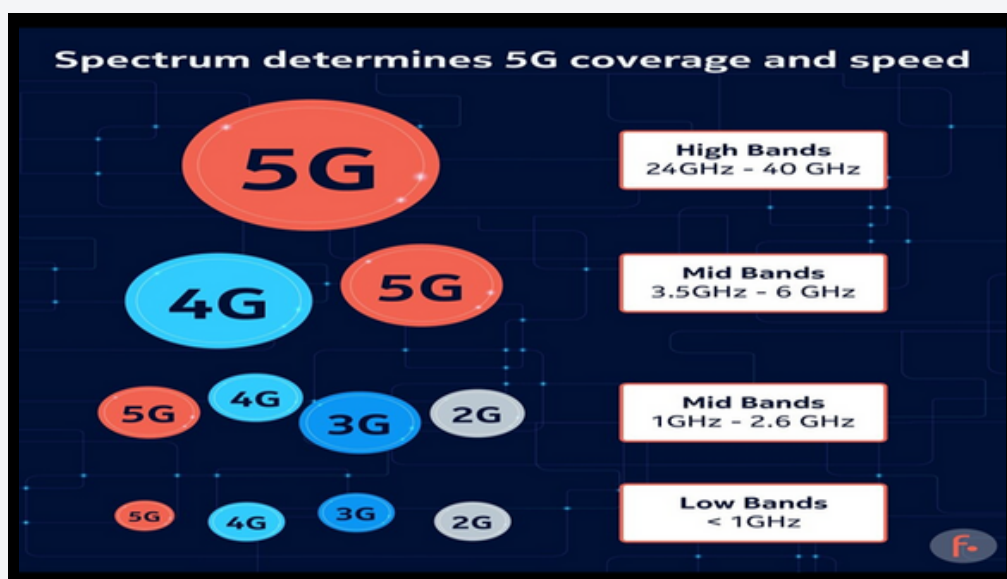 Spectrum determines 5G coverage and speed
5G
High Bands
24GHz - 40 GHz
4G
5G
Mid Bands
3.5GHz - 6 GHz
5G
4G
3G
2G
Mid Bands
1GHz - 2.6 GHz
5G
4G
3G
2G
Low Bands
< 1GHz
F.